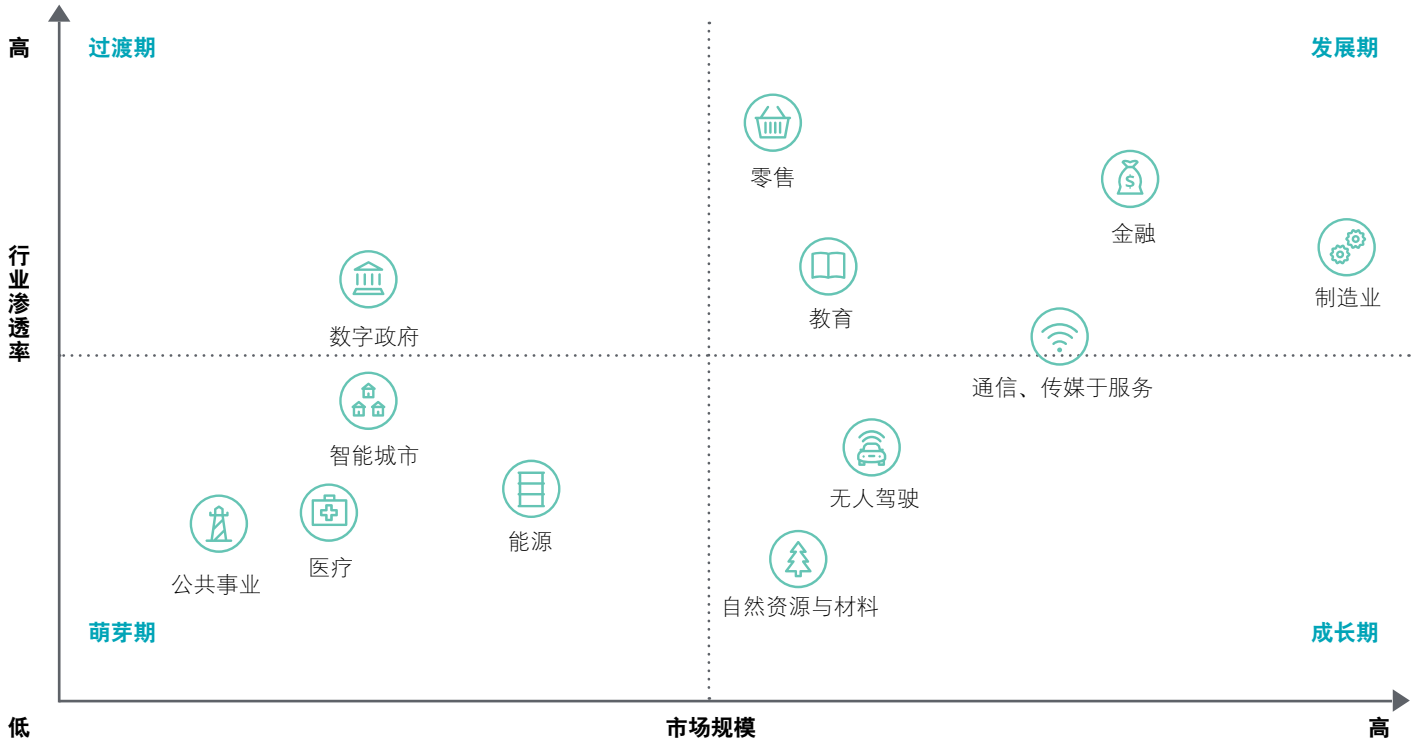 高
过渡期
发展期
零售
金融
行业渗透率
制造业
教育
数字政府
通信、传媒于服务
智能城市
无人驾驶
能源
医疗
公共事业
自然资源与材料
萌芽期
成长期
低
市场规模
高